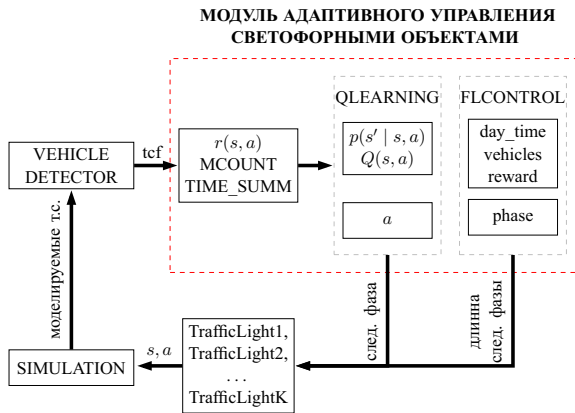 МОДУЛЬ АДАПТИВНОГО УПРАВЛЕНИЯ
СВЕТОФОРНЫМИ ОБЪЕКТАМИ
QLEARNING
FLCONTROL
VEHICLE
DETECTOR
tcf
r(s, a)
MCOUNT
TIME_SUMM
p(s′ | s, a)
Q(s, a)
a
day_time
vehicles
reward
phase
моделируемые т.с.
след. фаза
длинна
след. фазы
SIMULATION
s, a
TrafficLight1,
TrafficLight2,
...
TrafficLightK